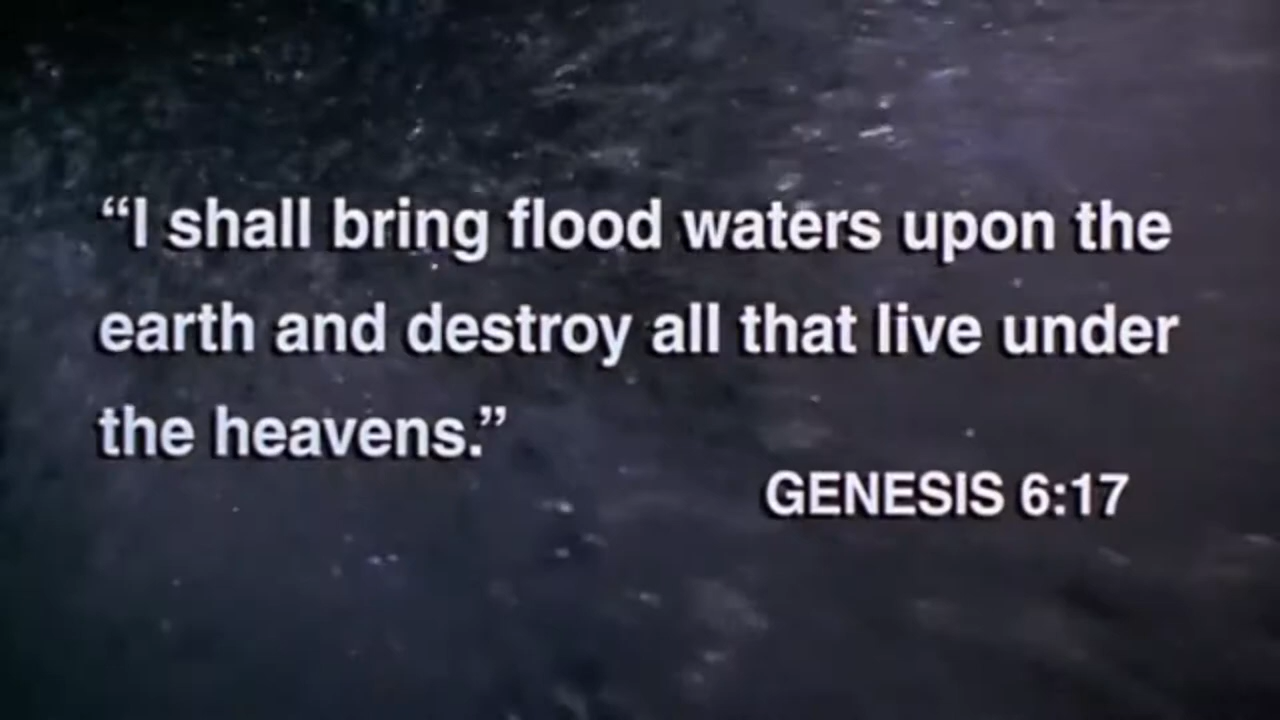 “I shall bring flood waters upon the
earth and destroy all that live under
the heavens.”
GENESIS 6:17